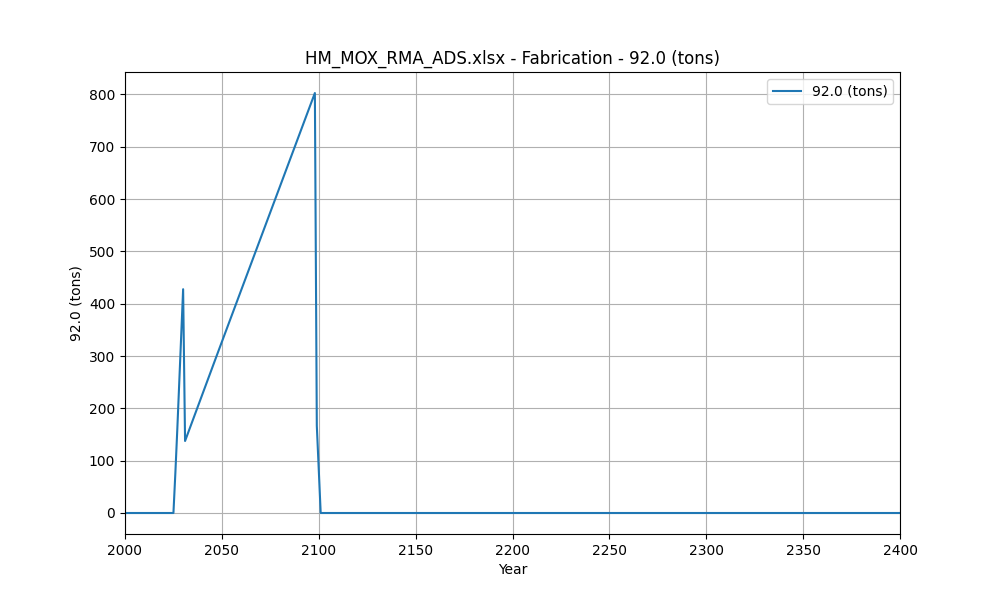 HM_MOX_RMA_ADS.xlsx - Fabrication - 92.0 (tons)
92.0 (tons)
800
700
600
500
400
300
200
100
0
92.0 (tons)
2000 2050 2100 2150 2200 2250 2300 2350 2400
Year